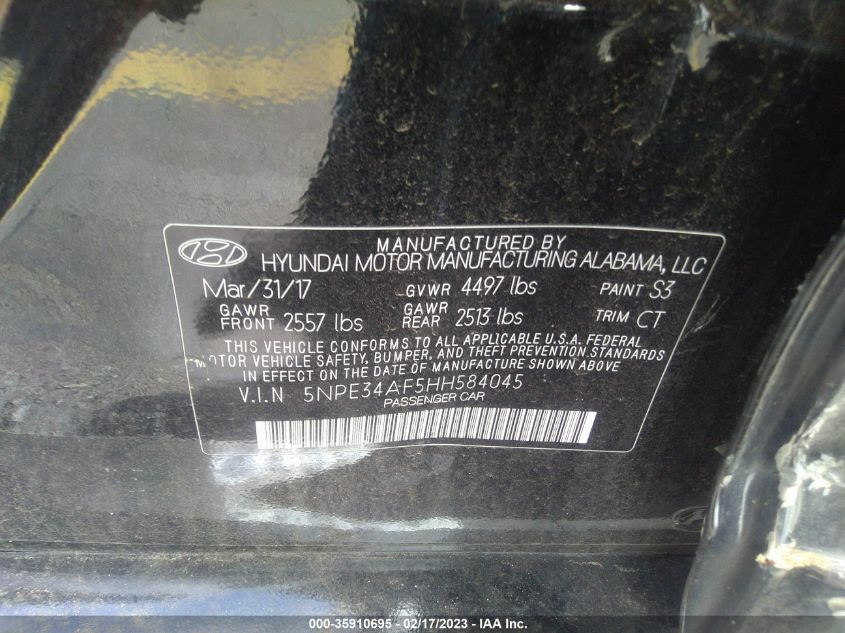 MANUFACTURED BY
HYUNDAI MOTOR MANUFACTURING ALABAMA, LLC
Mar/31/17 GVWR 4497 lbs PAINT S3
GAWR FRONT 2557 lbs GAWR REAR 2513 lbs TRIM CT
THIS VEHICLE CONFORMS TO ALL APPLICABLE U.S.A. FEDERAL
MOTOR VEHICLE SAFETY, BUMPER, AND THEFT PREVENTION STANDARDS
IN EFFECT ON THE DATE OF MANUFACTURE SHOWN ABOVE
V.I.N 5NPE34AF5HH584045
PASSENGER CAR
000-35910695 - 02/17/2023 - IAA Inc.